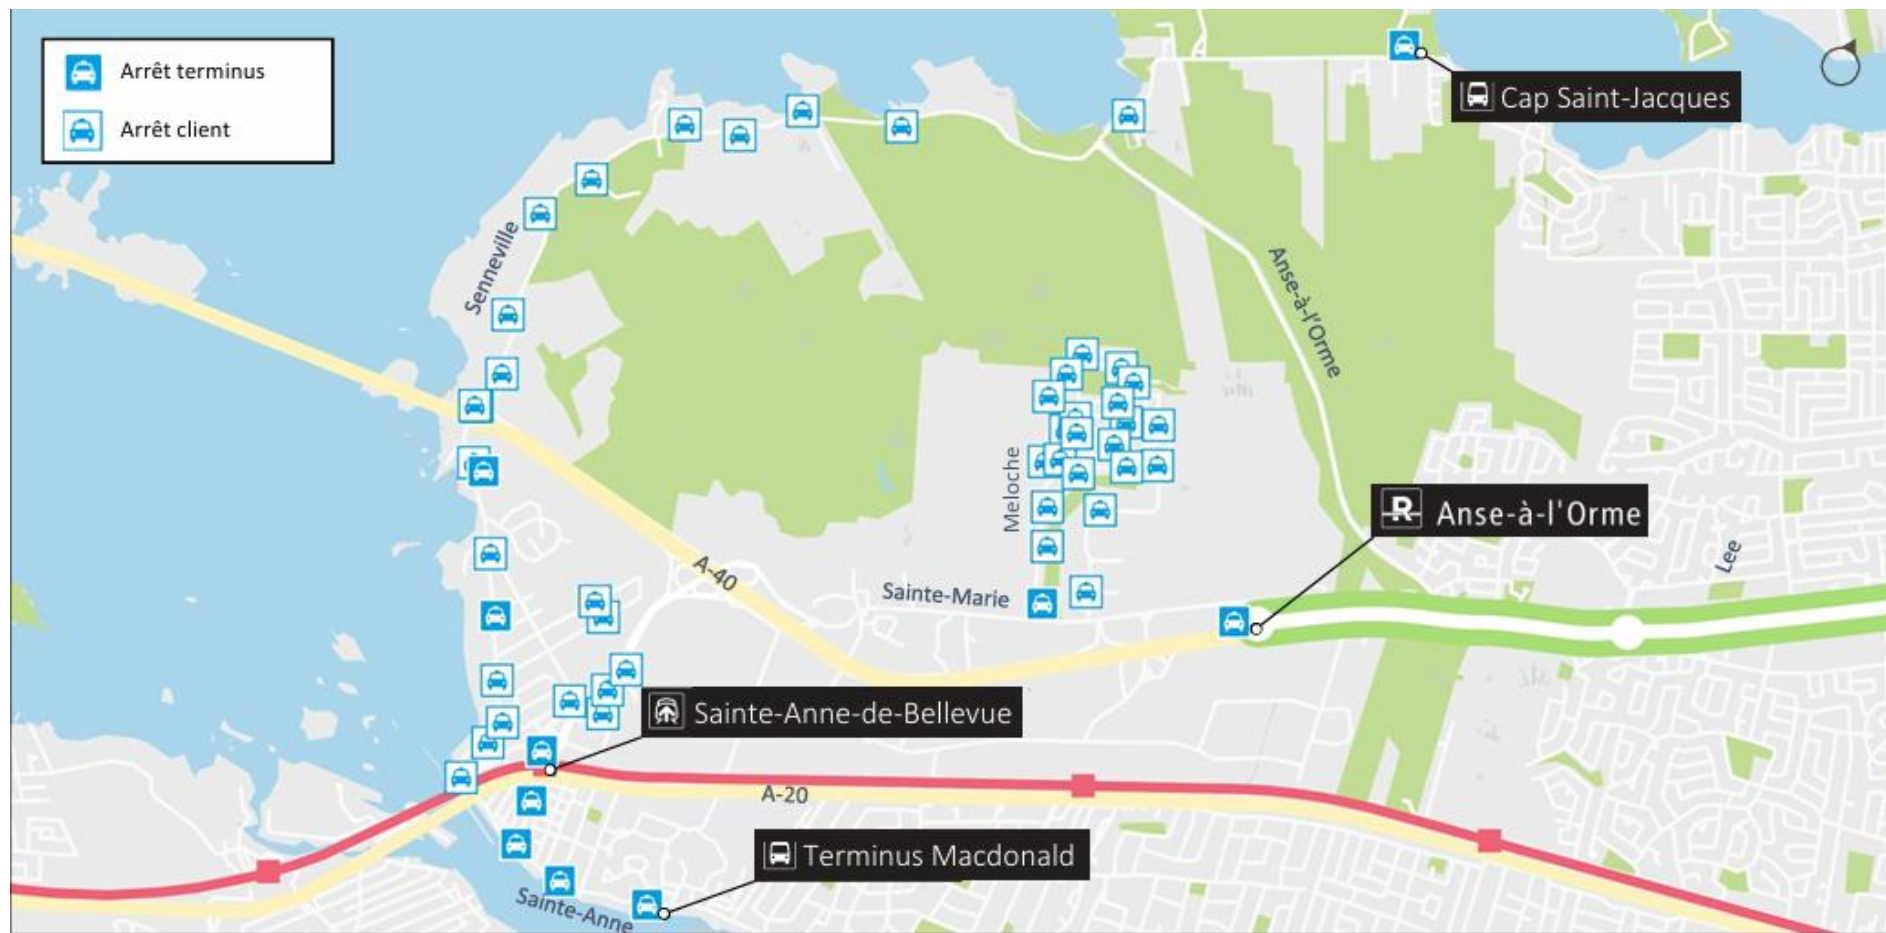 Arrêt terminus
Arrêt client
Cap Saint-Jacques
Senneville
Anse-à-l'Orme
Meloche
R Anse-à-l'Orme
Lee
A-40
Sainte-Marie
Sainte-Anne-de-Bellevue
A-20
Terminus Macdonald
Sainte-Anne